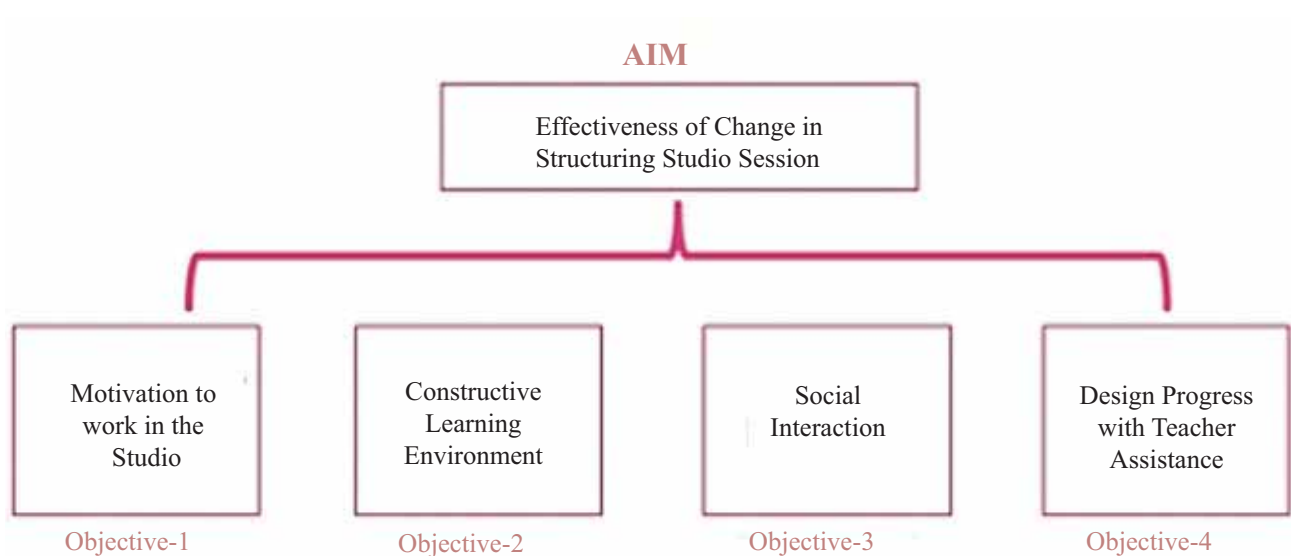 AIM
Effectiveness of Change in
Structuring Studio Session
Motivation to
work in the
Studio
Objective-1
Constructive
Learning
Environment
Objective-2
Social
Interaction
Objective-3
Design Progress
with Teacher
Assistance
Objective-4